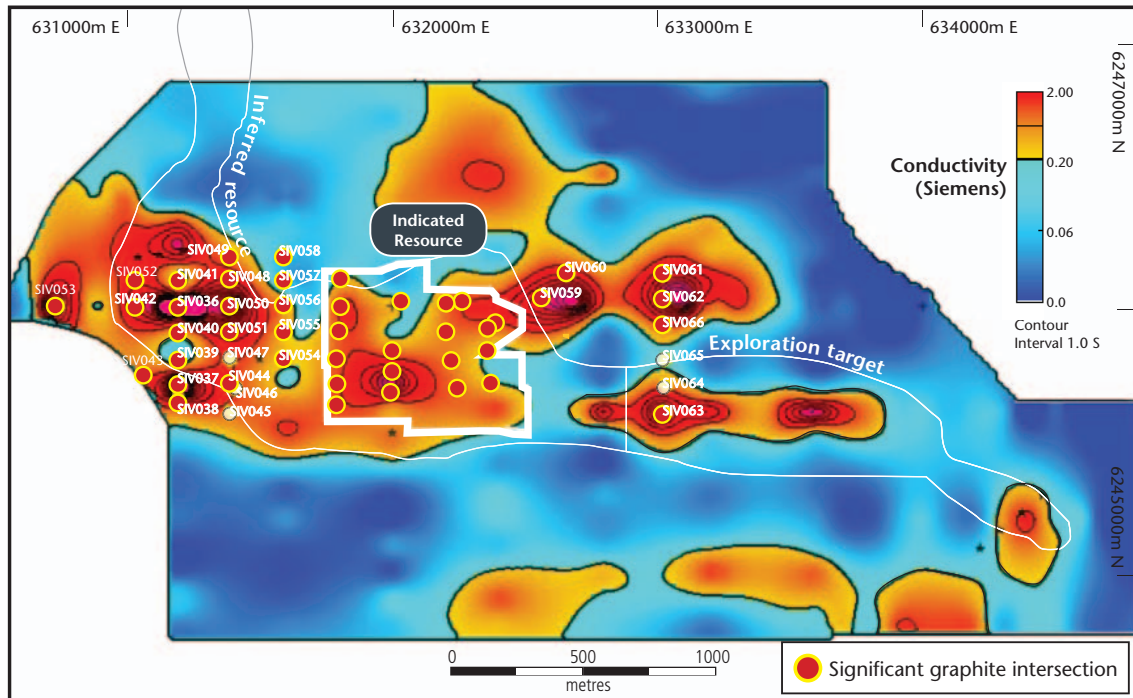 631000m E
632000m E
633000m E
634000m E
6247000m N
6245000m N
Inferred resource
Indicated
Resource
Exploration target
Conductivity
(Siemens)
2.00
0.20
0.06
0.0
Contour
Interval 1.0 S
SIV049
SIV058
SIV052
SIV041
SIV048
SIV057
SIV060
SIV061
SIV053
SIV042
SIV036
SIV050
SIV056
SIV059
SIV062
SIV040
SIV051
SIV055
SIV066
SIV043
SIV039
SIV047
SIV054
SIV065
SIV037
SIV044
SIV046
SIV064
SIV038
SIV045
SIV063
0
500
1000
metres
Significant graphite intersection